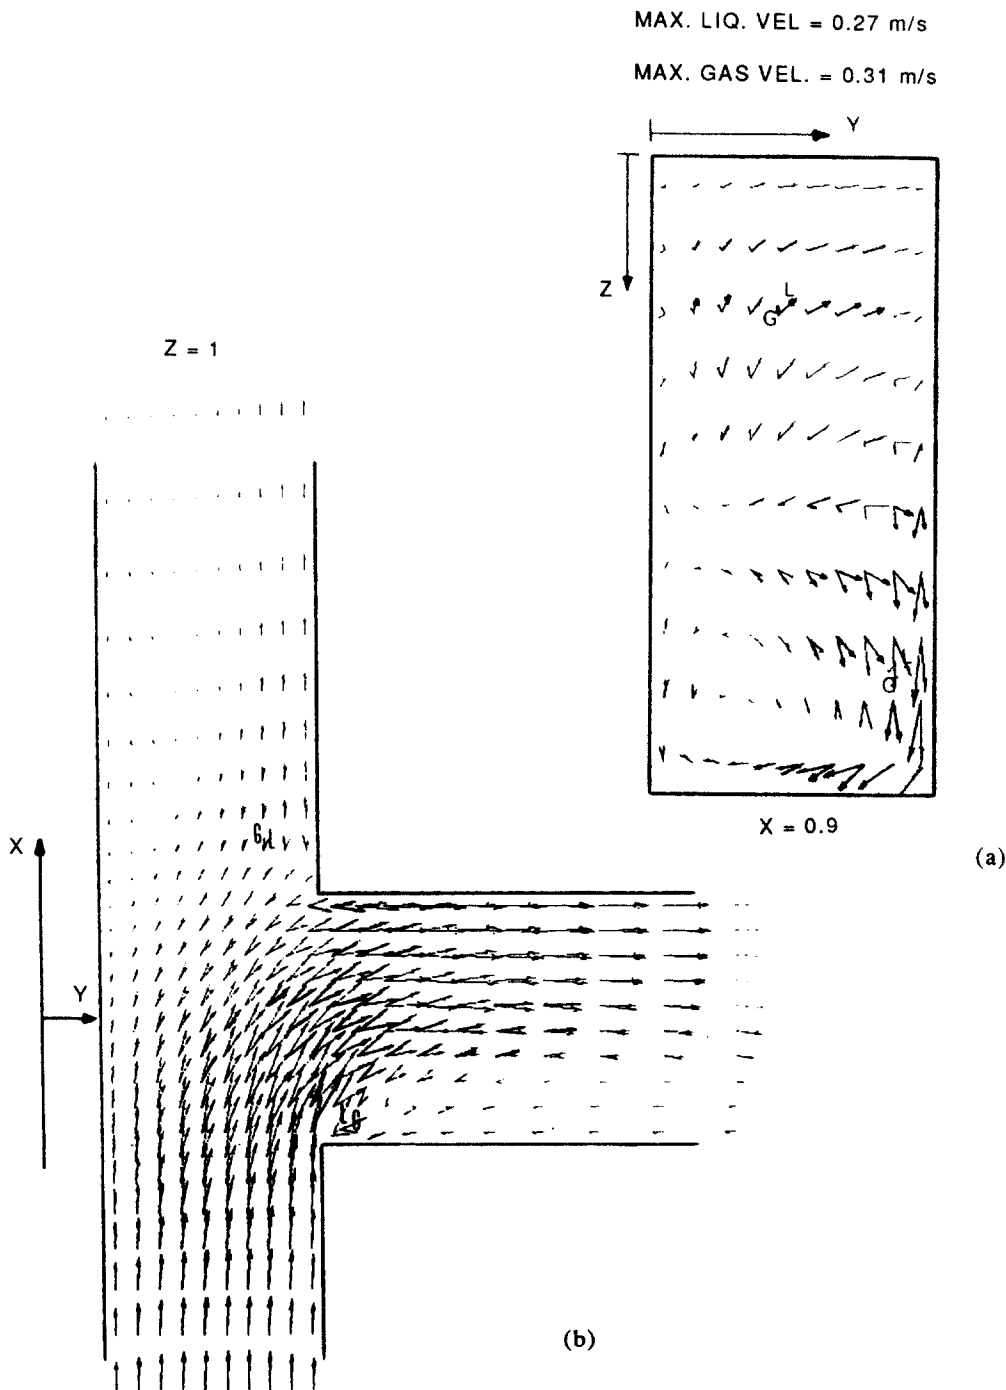 MAX. LIQ. VEL = 0.27 m/s
MAX. GAS VEL. = 0.31 m/s
Y
Z
L
G
G
X = 0.9
(a)
Z = 1
X
Y
(b)